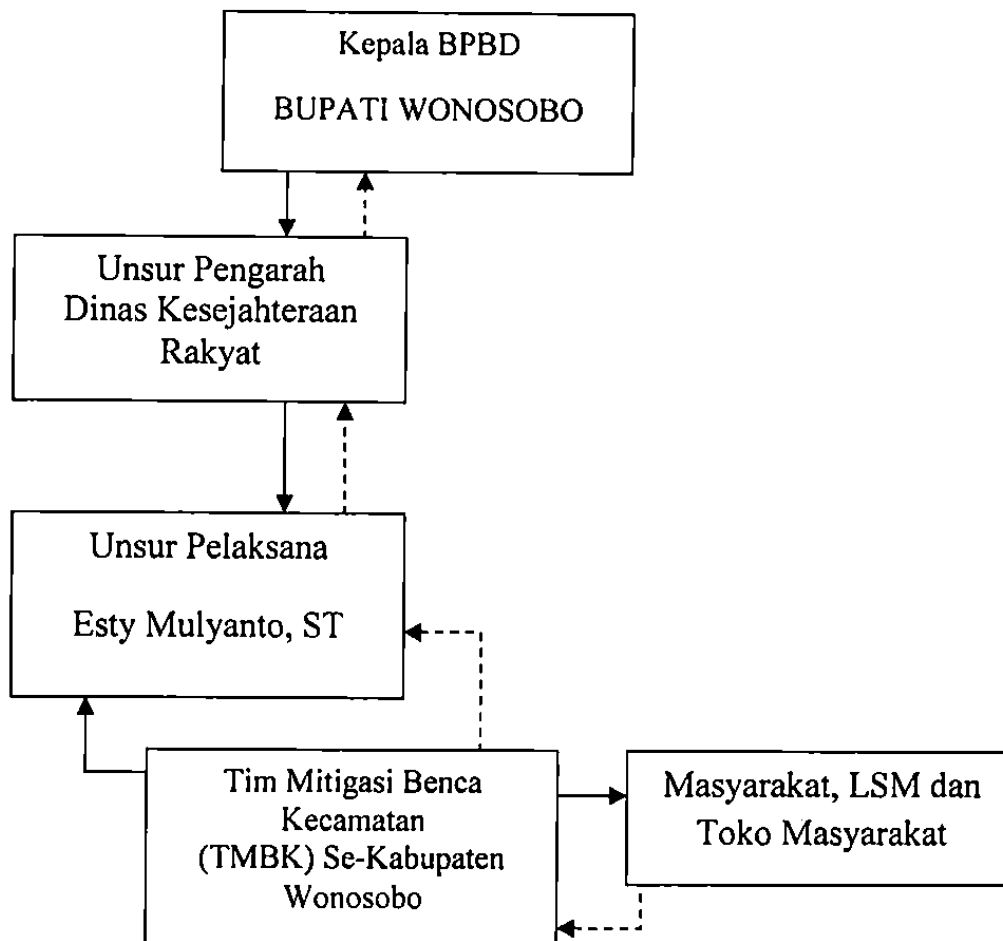 Kepala BPBD
BUPATI WONOSOBO
Unsur Pengarah
Dinas Kesejahteraan
Rakyat
Unsur Pelaksana
Esty Mulyanto, ST
Tim Mitigasi Benca
Kecamatan
(TMBK) Se-Kabupaten
Wonosobo
Masyarakat, LSM dan
Toko Masyarakat